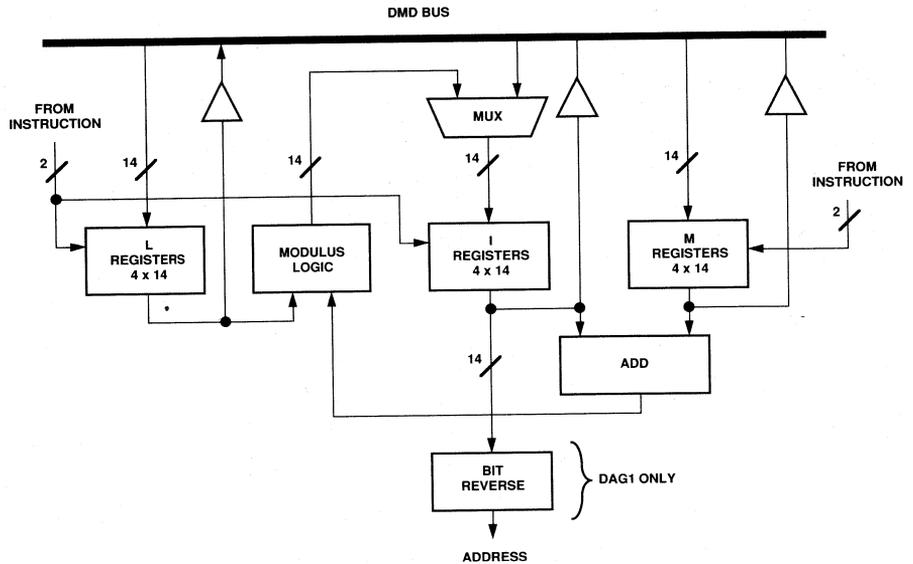 DMD BUS
FROM
INSTRUCTION
2
14
14
MUX
14
14
FROM
INSTRUCTION
2
L
REGISTERS
4 x 14
MODULUS
LOGIC
I
REGISTERS
4 x 14
M
REGISTERS
4 x 14
14
ADD
BIT
REVERSE
DAG1 ONLY
ADDRESS